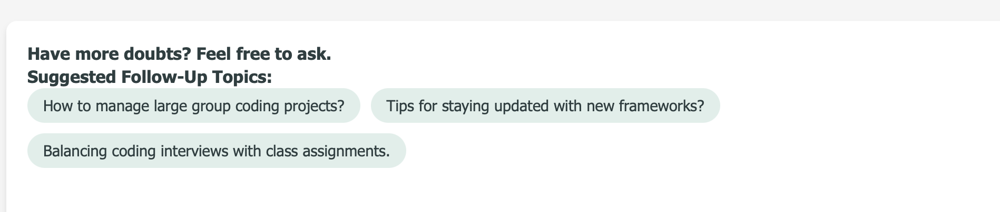 Have more doubts? Feel free to ask.
Suggested Follow-Up Topics:
How to manage large group coding projects?
Tips for staying updated with new frameworks?
Balancing coding interviews with class assignments.